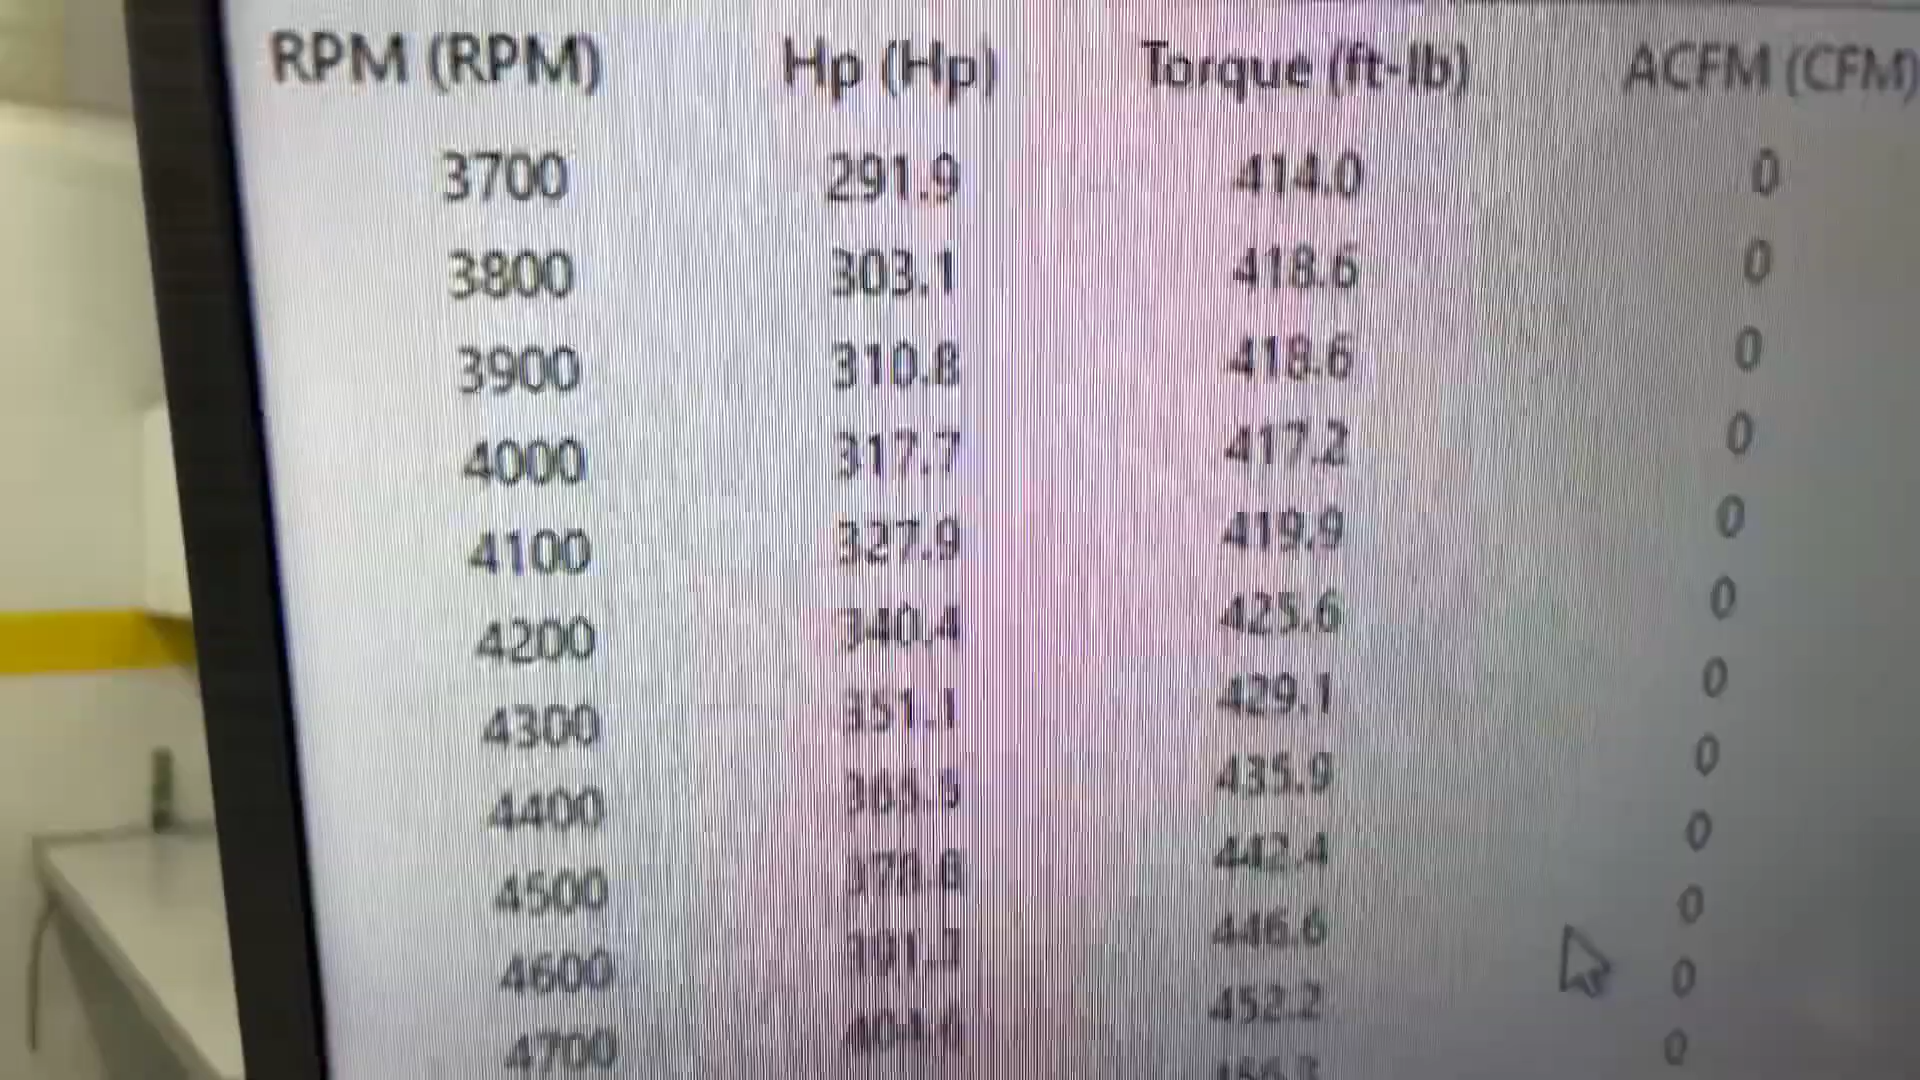 RPM (RPM) Hp (Hp) Torque (ft-lb) ACFM (CFM)
3700 291.9 414.0 0
3800 303.1 418.6 0
3900 310.8 418.6 0
4000 317.7 417.2 0
4100 327.9 419.9 0
4200 340.4 425.6 0
4300 351.1 429.1 0
4400 435.9 0
4500 442.4 0
4600 446.6 0
4700 452.2 0
0